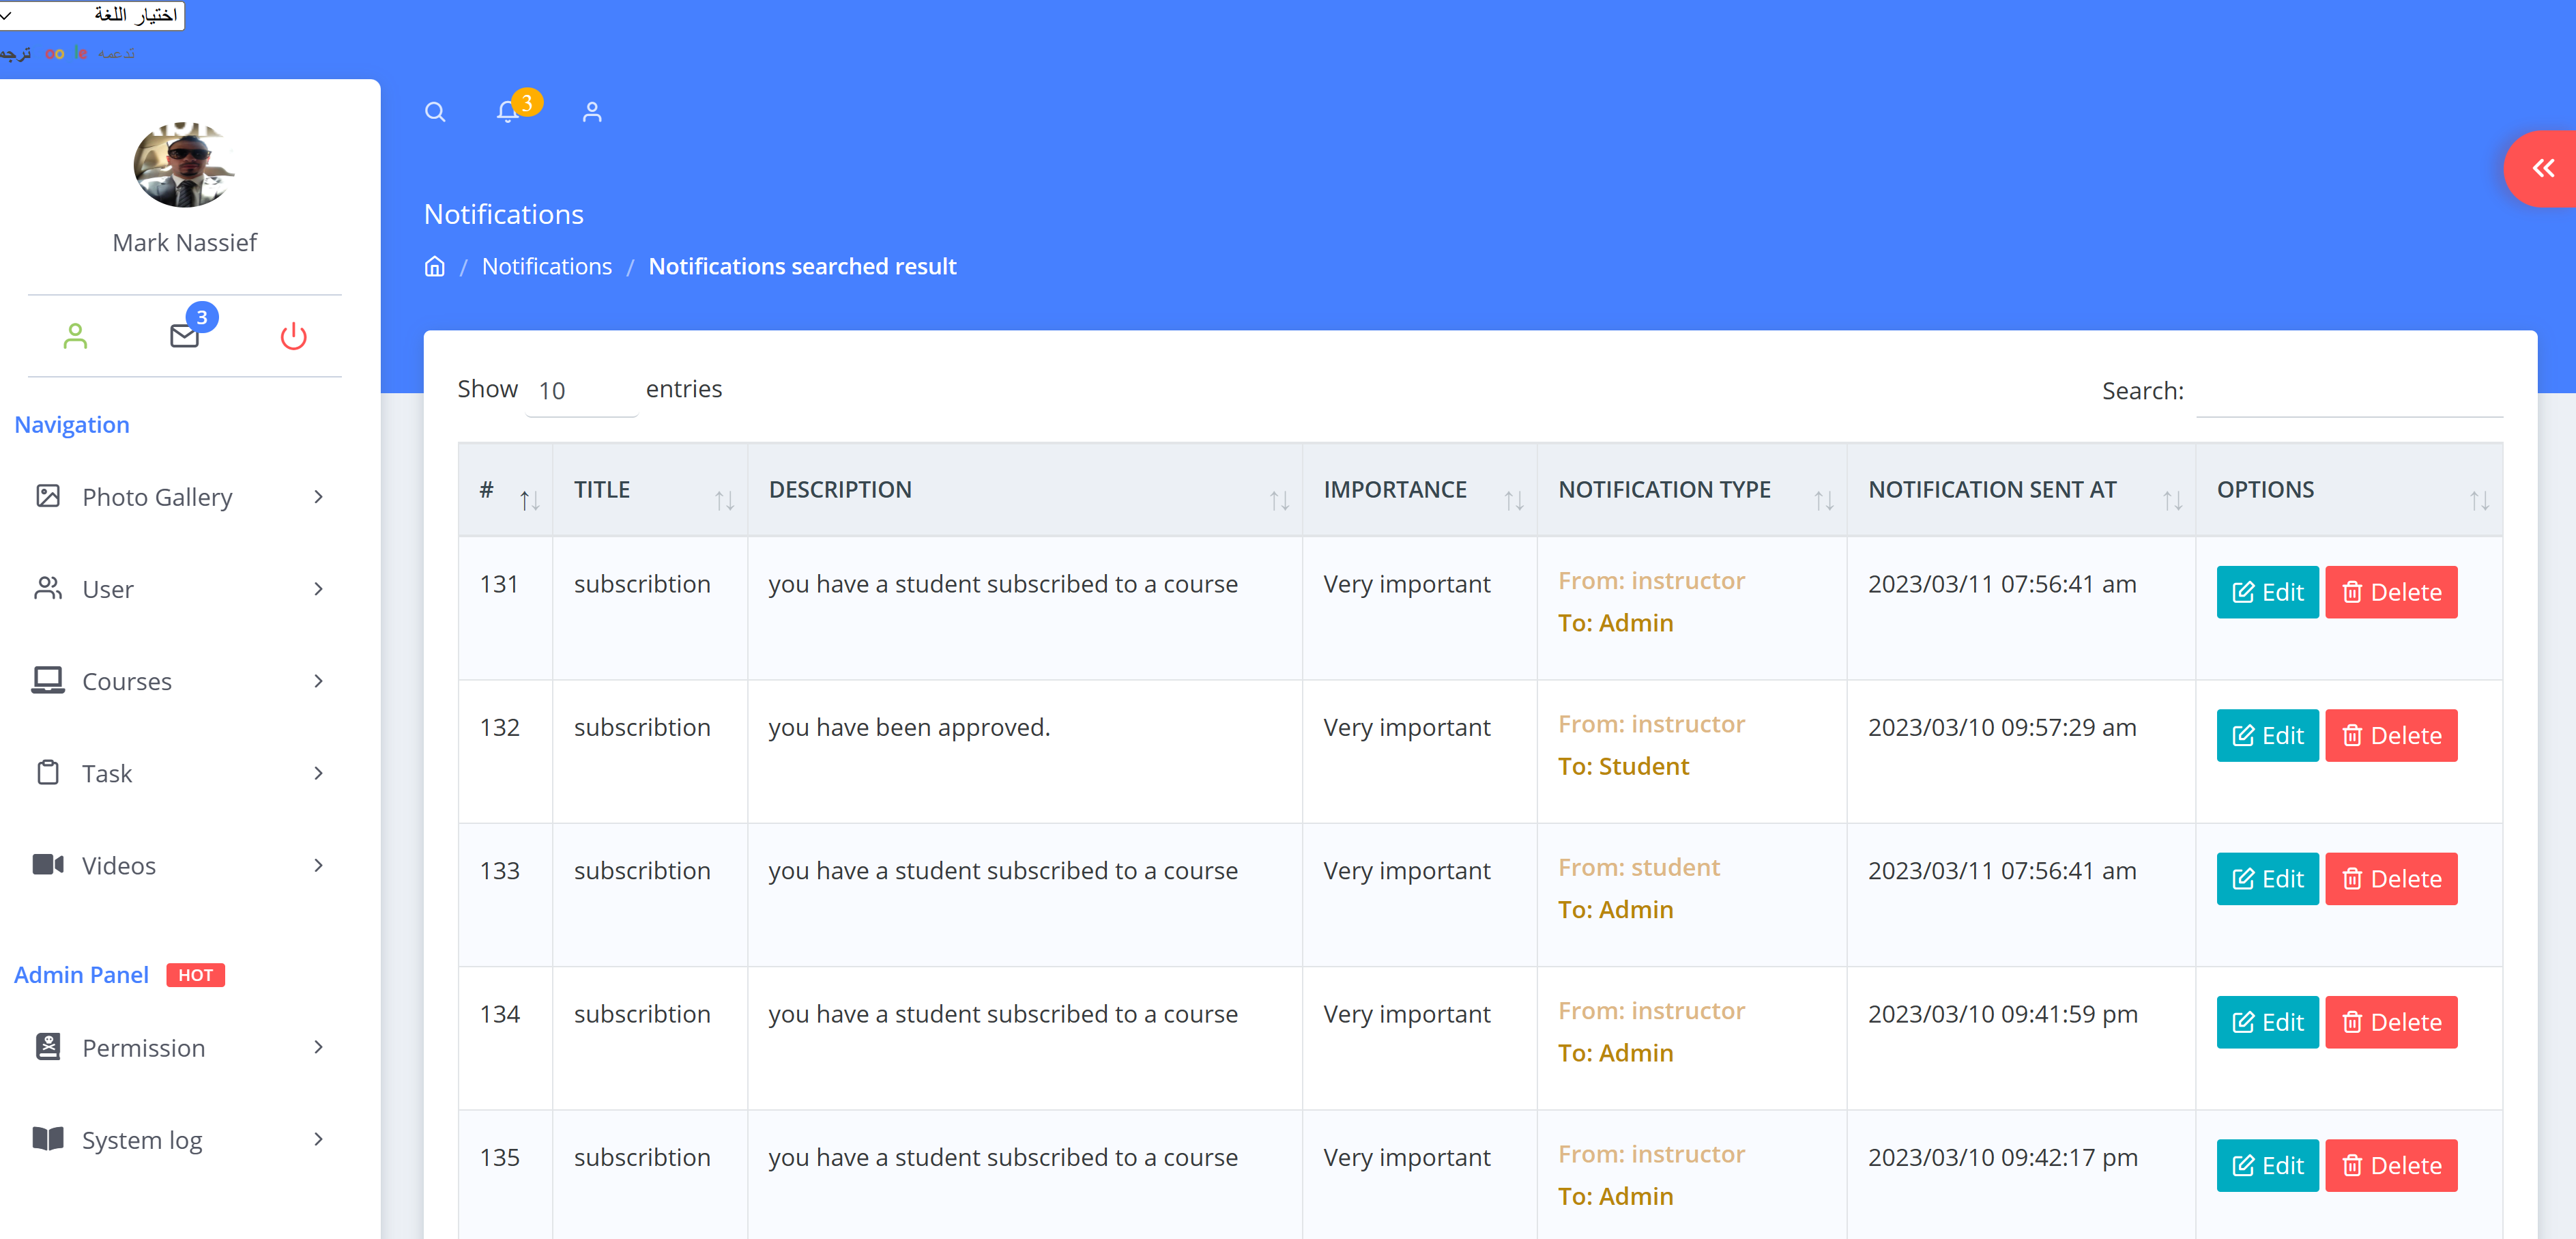 اختيار اللغة
تدعمه
3
Mark Nassief
3
Navigation
Photo Gallery
User
Courses
Task
Videos
Admin Panel HOT
Permission
System log
Notifications
/ Notifications / Notifications searched result
Show 10 entries
Search:
# TITLE DESCRIPTION IMPORTANCE NOTIFICATION TYPE NOTIFICATION SENT AT OPTIONS
131 subscribtion you have a student subscribed to a course Very important From: instructor 2023/03/11 07:56:41 am Edit Delete
To: Admin
132 subscribtion you have been approved. Very important From: instructor 2023/03/10 09:57:29 am Edit Delete
To: Student
133 subscribtion you have a student subscribed to a course Very important From: student 2023/03/11 07:56:41 am Edit Delete
To: Admin
134 subscribtion you have a student subscribed to a course Very important From: instructor 2023/03/10 09:41:59 pm Edit Delete
To: Admin
135 subscribtion you have a student subscribed to a course Very important From: instructor 2023/03/10 09:42:17 pm Edit Delete
To: Admin